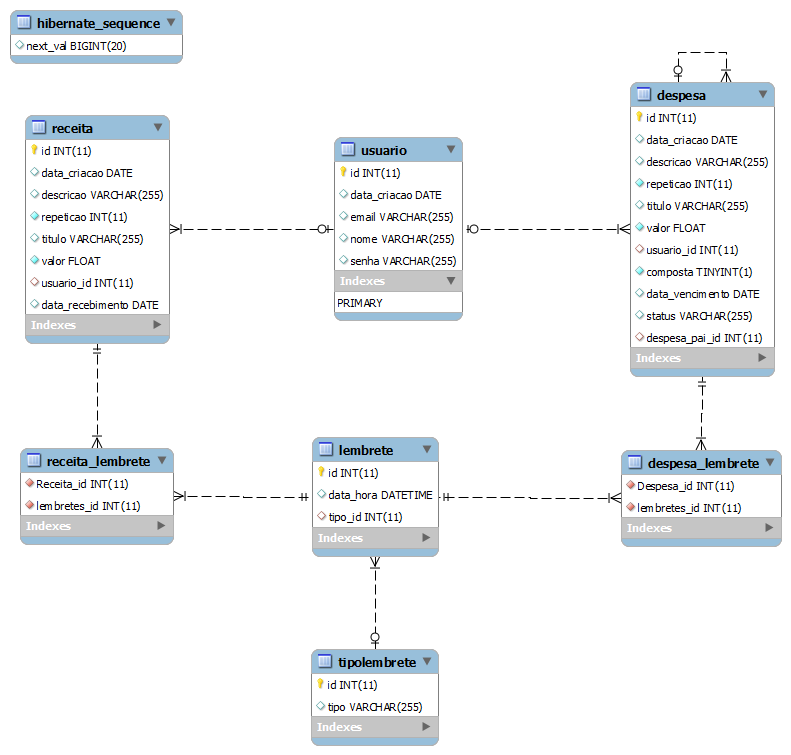 hibernate_sequence
next_val BIGINT(20)
receita
id INT(11)
data_criacao DATE
descricao VARCHAR(255)
repeticao INT(11)
titulo VARCHAR(255)
valor FLOAT
usuario_id INT(11)
data_recebimento DATE
Indexes
usuario
id INT(11)
data_criacao DATE
email VARCHAR(255)
nome VARCHAR(255)
senha VARCHAR(255)
Indexes
PRIMARY
despesa
id INT(11)
data_criacao DATE
descricao VARCHAR(255)
repeticao INT(11)
titulo VARCHAR(255)
valor FLOAT
usuario_id INT(11)
composta TINYINT(1)
data_vencimento DATE
status VARCHAR(255)
despesa_pai_id INT(11)
Indexes
receita_lembrete
Receita_id INT(11)
lembretes_id INT(11)
Indexes
lembrete
id INT(11)
data_hora DATETIME
tipo_id INT(11)
Indexes
despesa_lembrete
Despesa_id INT(11)
lembretes_id INT(11)
Indexes
tipolembrete
id INT(11)
tipo VARCHAR(255)
Indexes